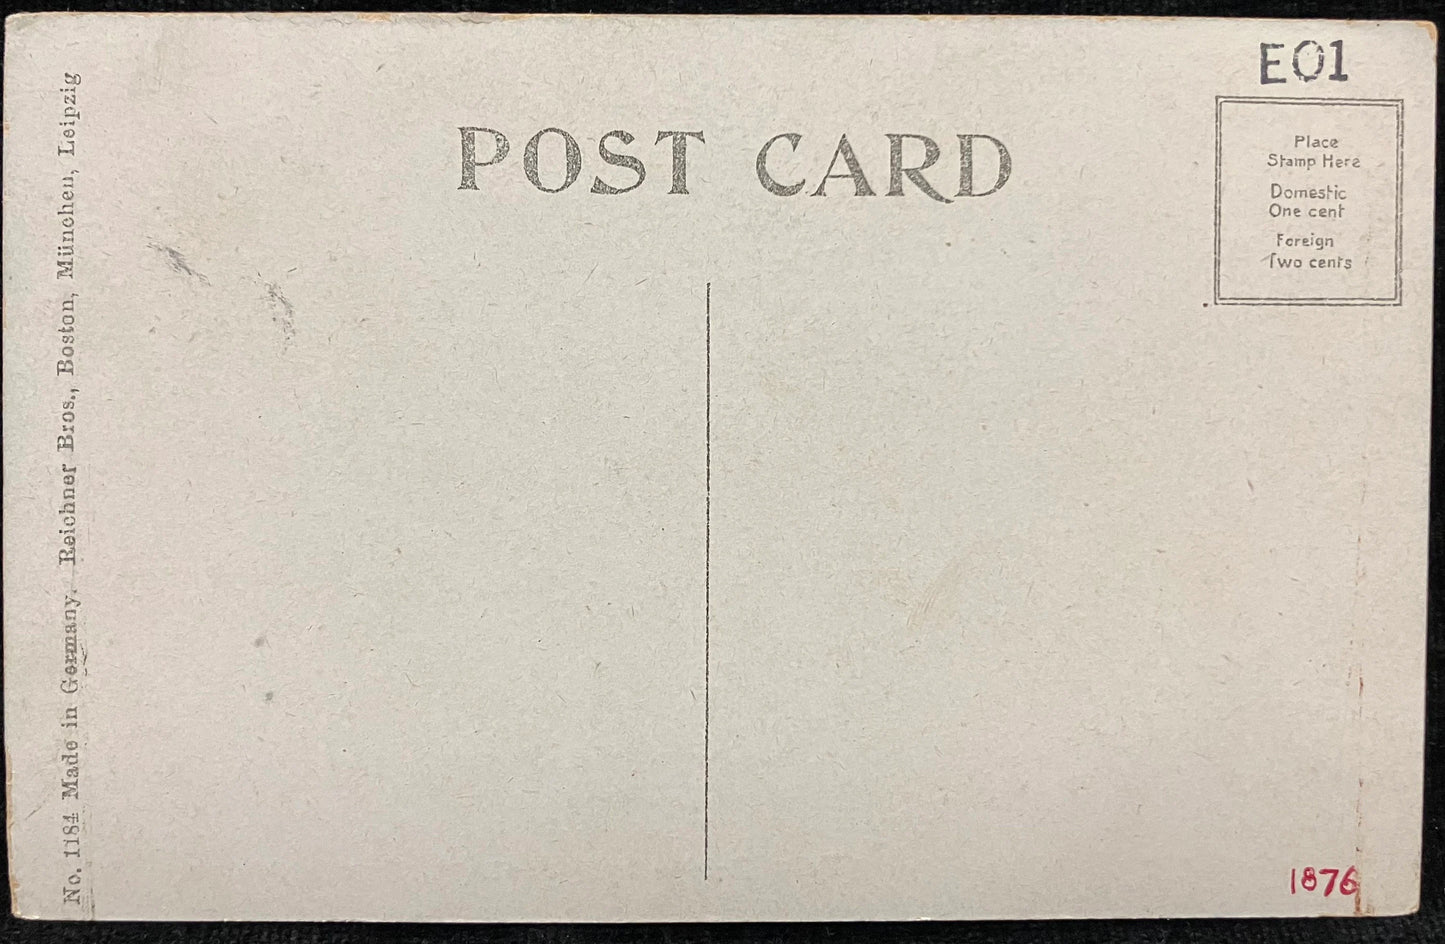 E01
POST CARD
Place
Stamp Here
Domestic
One cent
Foreign
Two cents
No. 1184 Made in Germany. Reichner Bros., Boston, München, Leipzig
1876